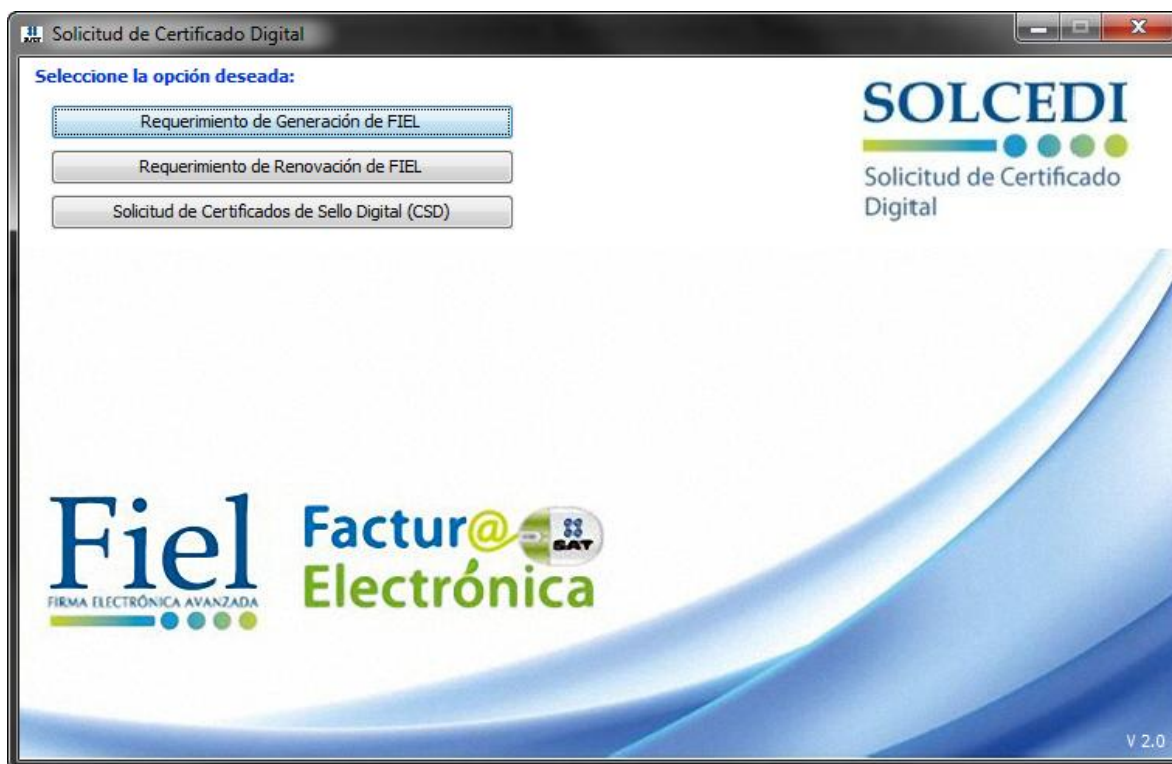 Solicitud de Certificado Digital
Seleccione la opción deseada:
Requerimiento de Generación de FIEL
Requerimiento de Renovación de FIEL
Solicitud de Certificados de Sello Digital (CSD)
SOLCEDI
Solicitud de Certificado
Digital
Fiel
FIRMA ELECTRÓNICA AVANZADA
Factur@
SAT
Electrónica
V 2.0